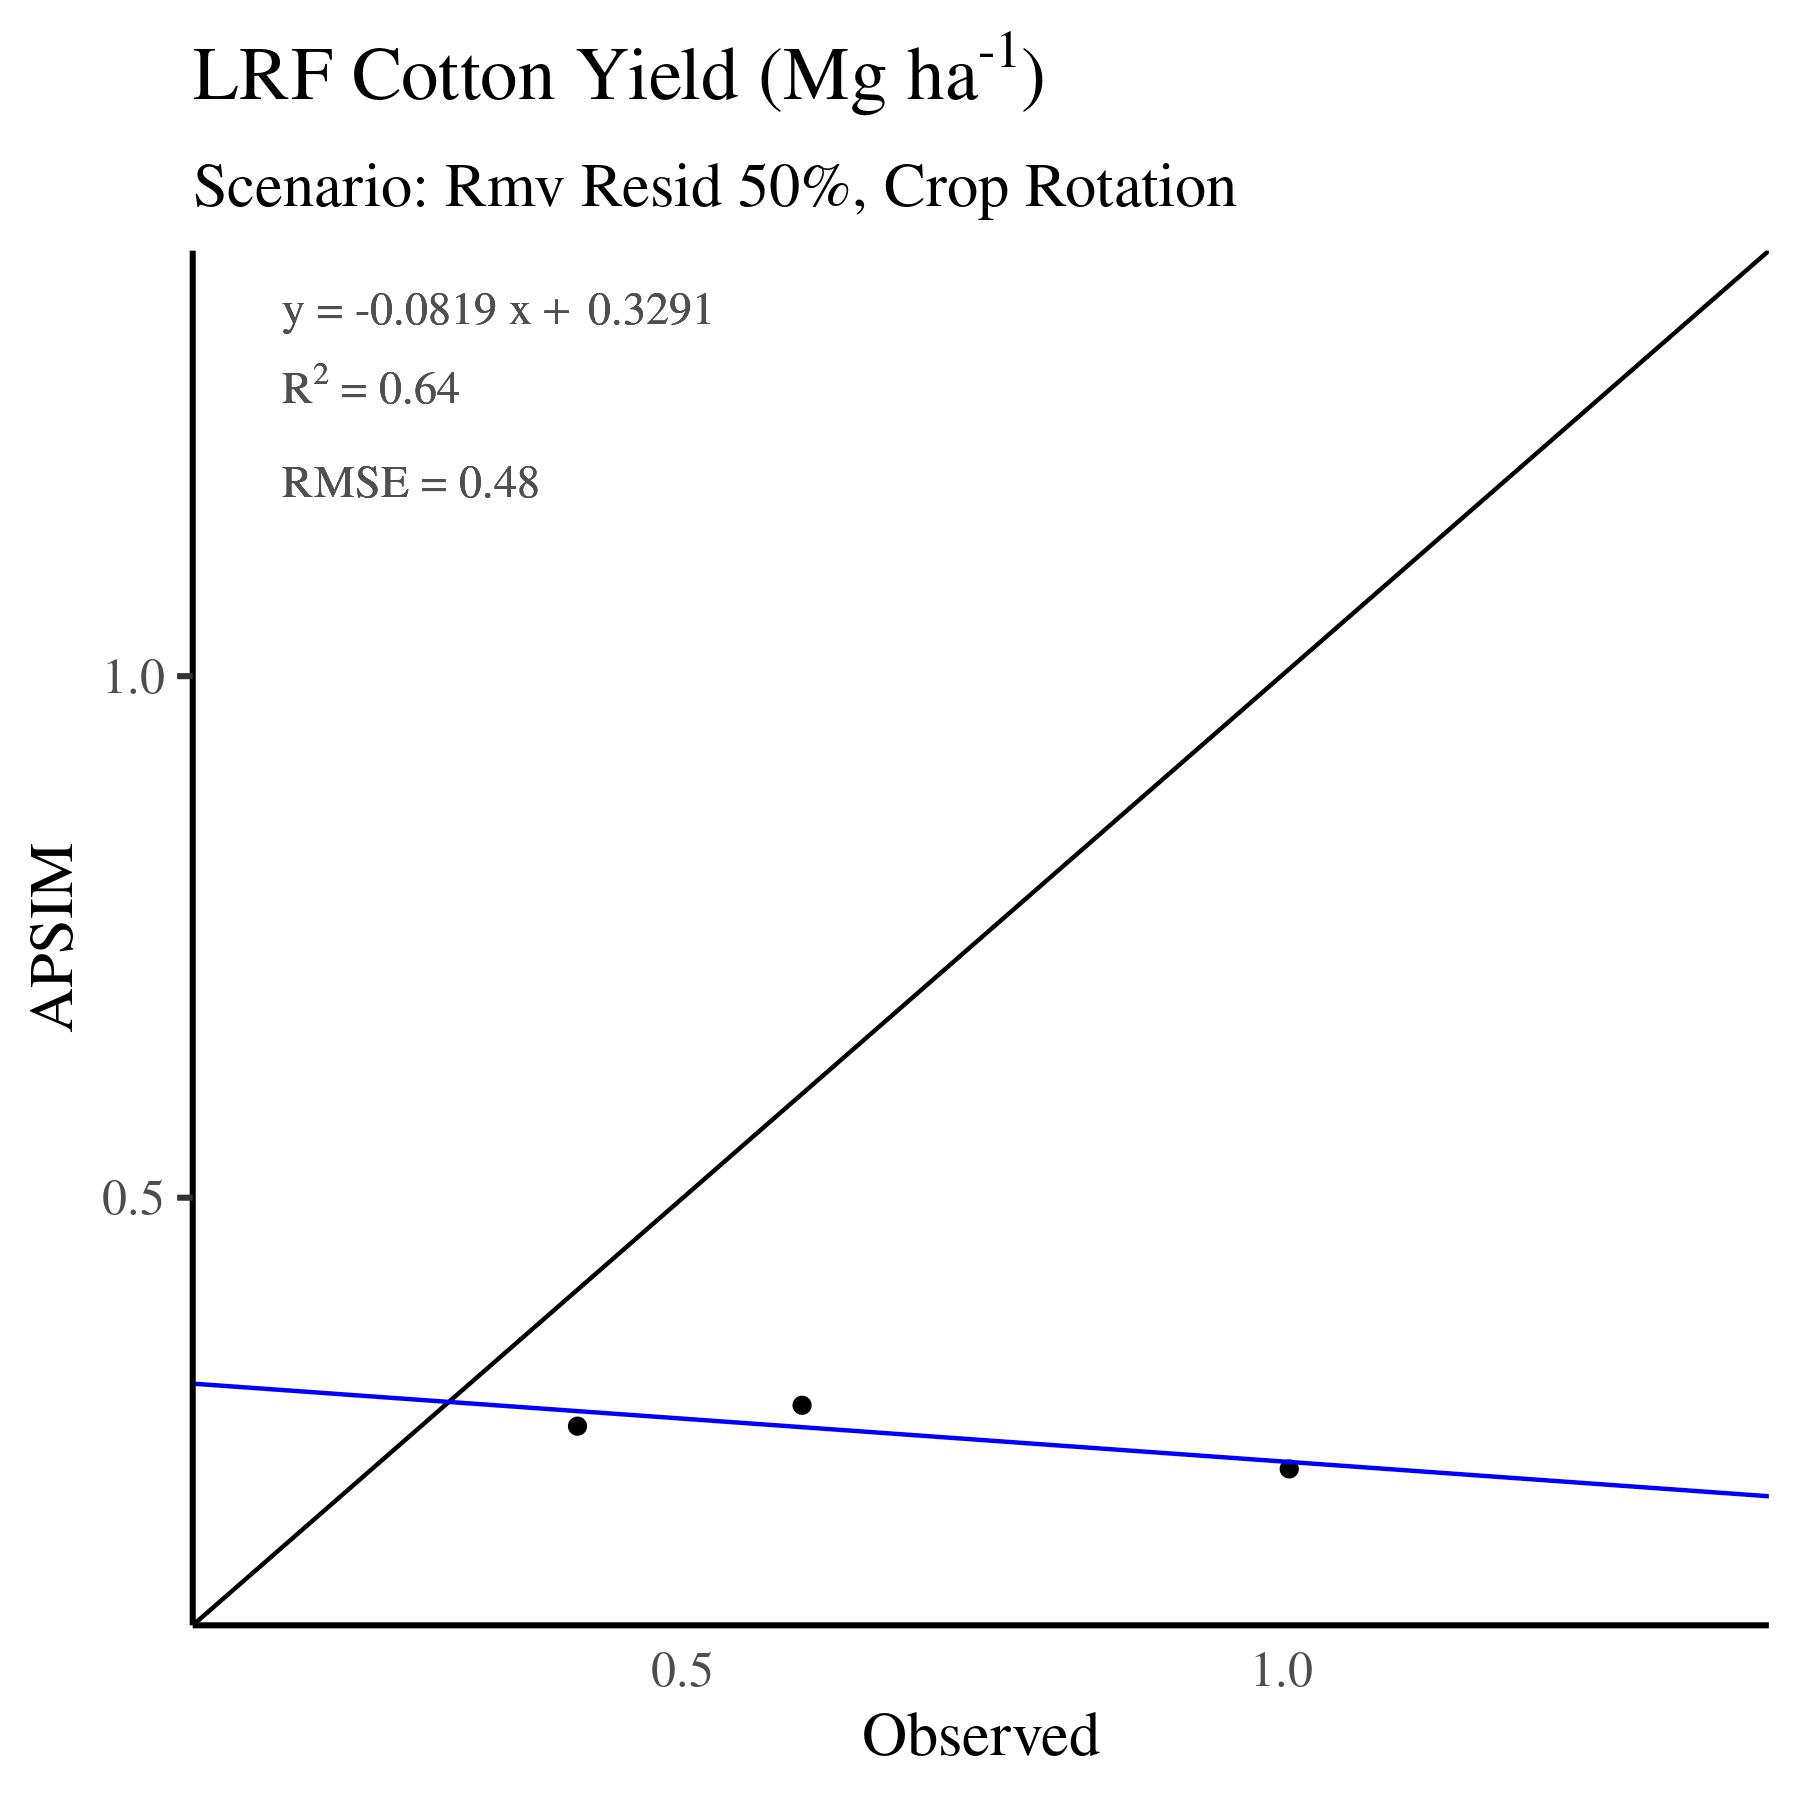 LRF Cotton Yield (Mg ha⁻¹)
Scenario: Rmv Resid 50%, Crop Rotation
y = -0.0819 x + 0.3291
R² = 0.64
RMSE = 0.48
1.0
0.5
APSIM
0.5 1.0
Observed